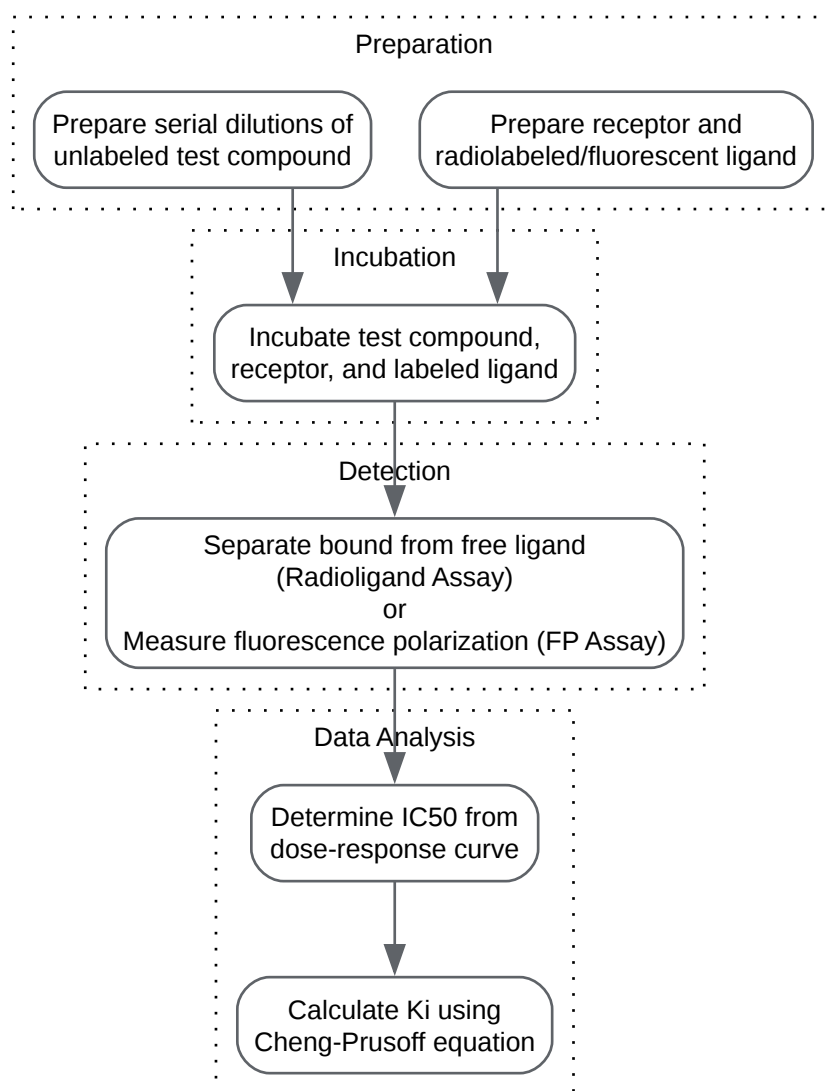 Preparation
Prepare serial dilutions of
unlabeled test compound
Prepare receptor and
radiolabeled/fluorescent ligand
Incubation
Incubate test compound,
receptor, and labeled ligand
Detection
Separate bound from free ligand
(Radioligand Assay)
or
Measure fluorescence polarization (FP Assay)
Data Analysis
Determine IC50 from
dose-response curve
Calculate Ki using
Cheng-Prusoff equation